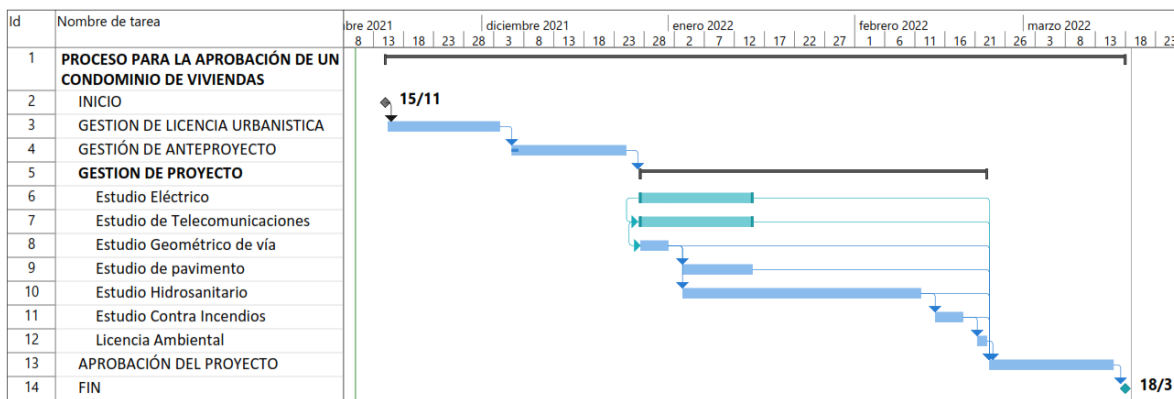 Id Nombre de tarea bre 2021 diciembre 2021 enero 2022 febrero 2022 marzo 2022
8 13 18 23 28 3 8 13 18 23 28 2 7 12 17 22 27 1 6 11 16 21 26 3 8 13 18 23
1 PROCESO PARA LA APROBACIÓN DE UN
CONDOMINIO DE VIVIENDAS
2 INICIO 15/11
3 GESTION DE LICENCIA URBANISTICA
4 GESTIÓN DE ANTEPROYECTO
5 GESTION DE PROYECTO
6 Estudio Eléctrico
7 Estudio de Telecomunicaciones
8 Estudio Geométrico de vía
9 Estudio de pavimento
10 Estudio Hidrosanitario
11 Estudio Contra Incendios
12 Licencia Ambiental
13 APROBACIÓN DEL PROYECTO
14 FIN 18/3